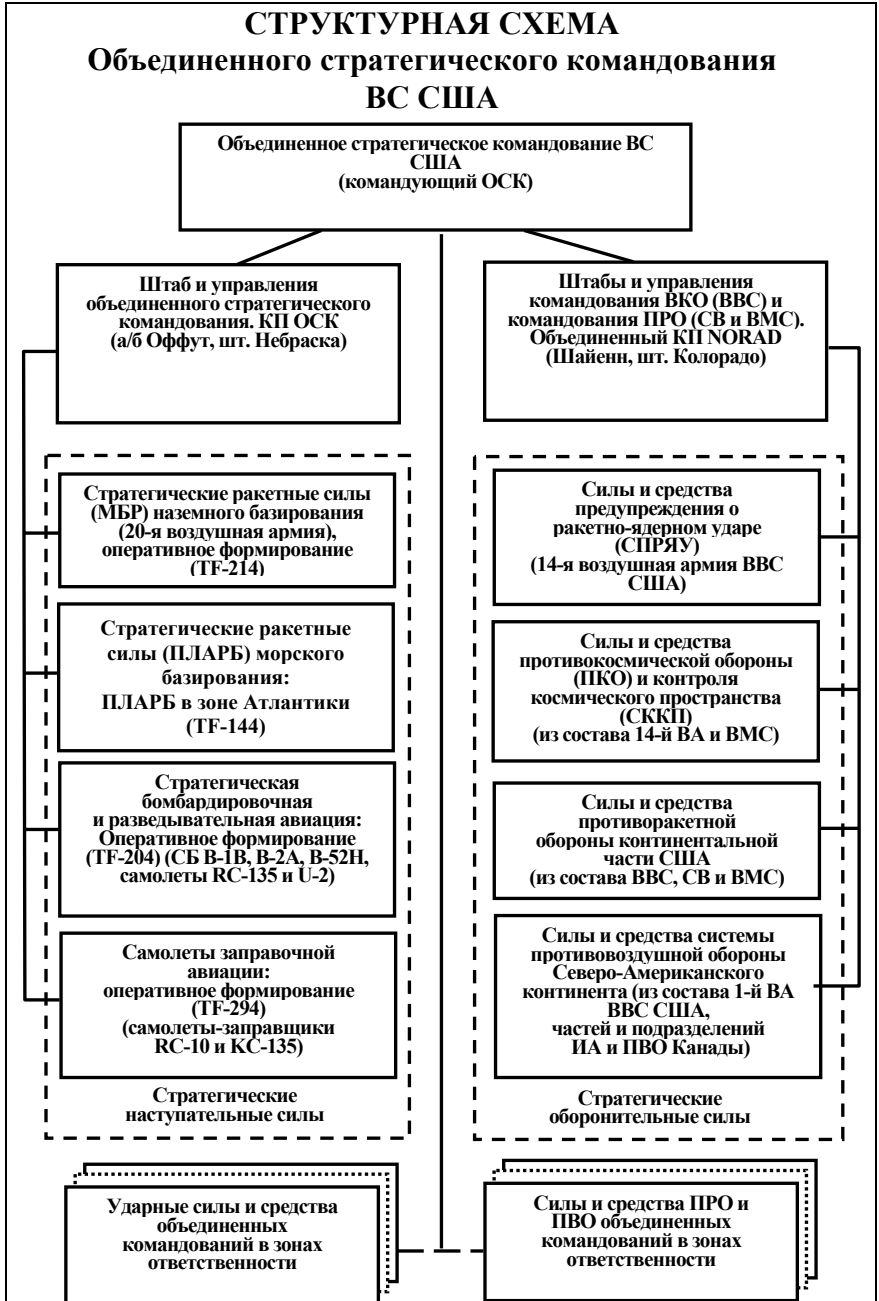 СТРУКТУРНАЯ СХЕМА
Объединенного стратегического командования
ВС США
Объединенное стратегическое командование ВС
США
(командующий ОСК)
Штаб и управления
объединенного стратегического
командования. КП ОСК
(а/б Оффут, шт. Небраска)
Штабы и управления
командования ВКО (ВВС) и
командования ПРО (СВ и ВМС).
Объединенный КП NORAD
(Шайенн, шт. Колорадо)
Стратегические ракетные силы
(МБР) наземного базирования
(20-я воздушная армия),
оперативное формирование
(TF-214)
Стратегические ракетные
силы (ПЛАРБ) морского
базирования:
ПЛАРБ в зоне Атлантики
(TF-144)
Стратегическая
бомбардировочная
и разведывательная авиация:
Оперативное формирование
(TF-204) (СБ В-1В, В-2А, В-52Н,
самолеты RC-135 и U-2)
Самолеты заправочной
авиации:
оперативное формирование
(TF-294)
(самолеты-заправщики
RC-10 и KC-135)
Стратегические
наступательные силы
Силы и средства
предупреждения о
ракетно-ядерном ударе
(СПРЯУ)
(14-я воздушная армия ВВС
США)
Силы и средства
противокосмической обороны
(ПКО) и контроля
космического пространства
(СККП)
(из состава 14-й ВА и ВМС)
Силы и средства
противоракетной
обороны континентальной
части США
(из состава ВВС, СВ и ВМС)
Силы и средства системы
противовоздушной обороны
Северо-Американского
континента (из состава 1-й ВА
ВВС США,
частей и подразделений
ИА и ПВО Канады)
Стратегические
оборонительные силы
Ударные силы и средства
объединенных
командований в зонах
ответственности
Силы и средства ПРО и
ПВО объединенных
командований в зонах
ответственности